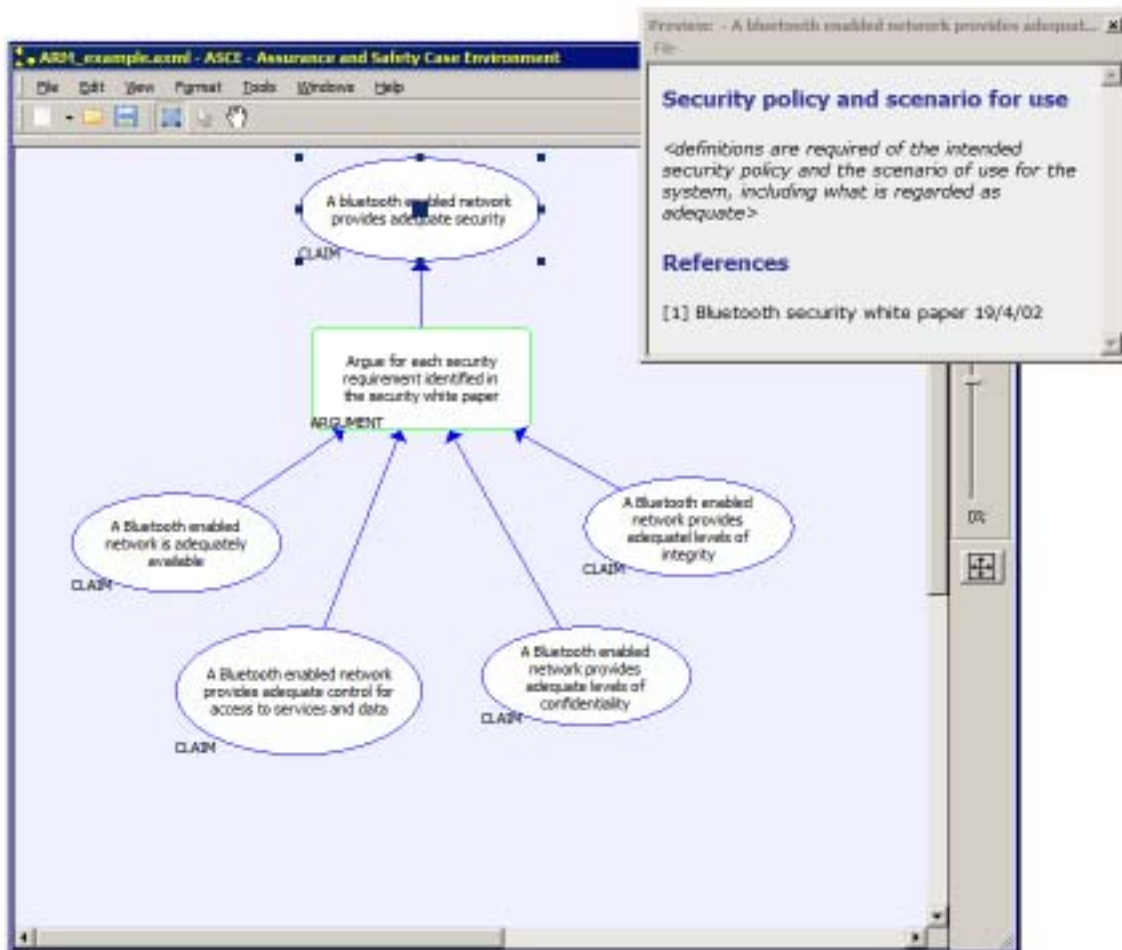 ARM_example.axml - ASCE - Assurance and Safety Case Environment
File Edit View Format Tools Windows Help
Preview: - A bluetooth enabled network provides adequat...
File
Security policy and scenario for use
<definitions are required of the intended
security policy and the scenario of use for the
system, including what is regarded as
adequate>
References
[1] Bluetooth security white paper 19/4/02
A bluetooth enabled network
provides adequate security
CLAIM
Argue for each security
requirement identified in
the security white paper
ARGUMENT
A Bluetooth enabled
network is adequately
available
CLAIM
A Bluetooth enabled
network provides
adequatel levels of
integrity
CLAIM
A Bluetooth enabled network
provides adequate control for
access to services and data
CLAIM
A Bluetooth enabled
network provides
adequate levels of
confidentiality
CLAIM
0%